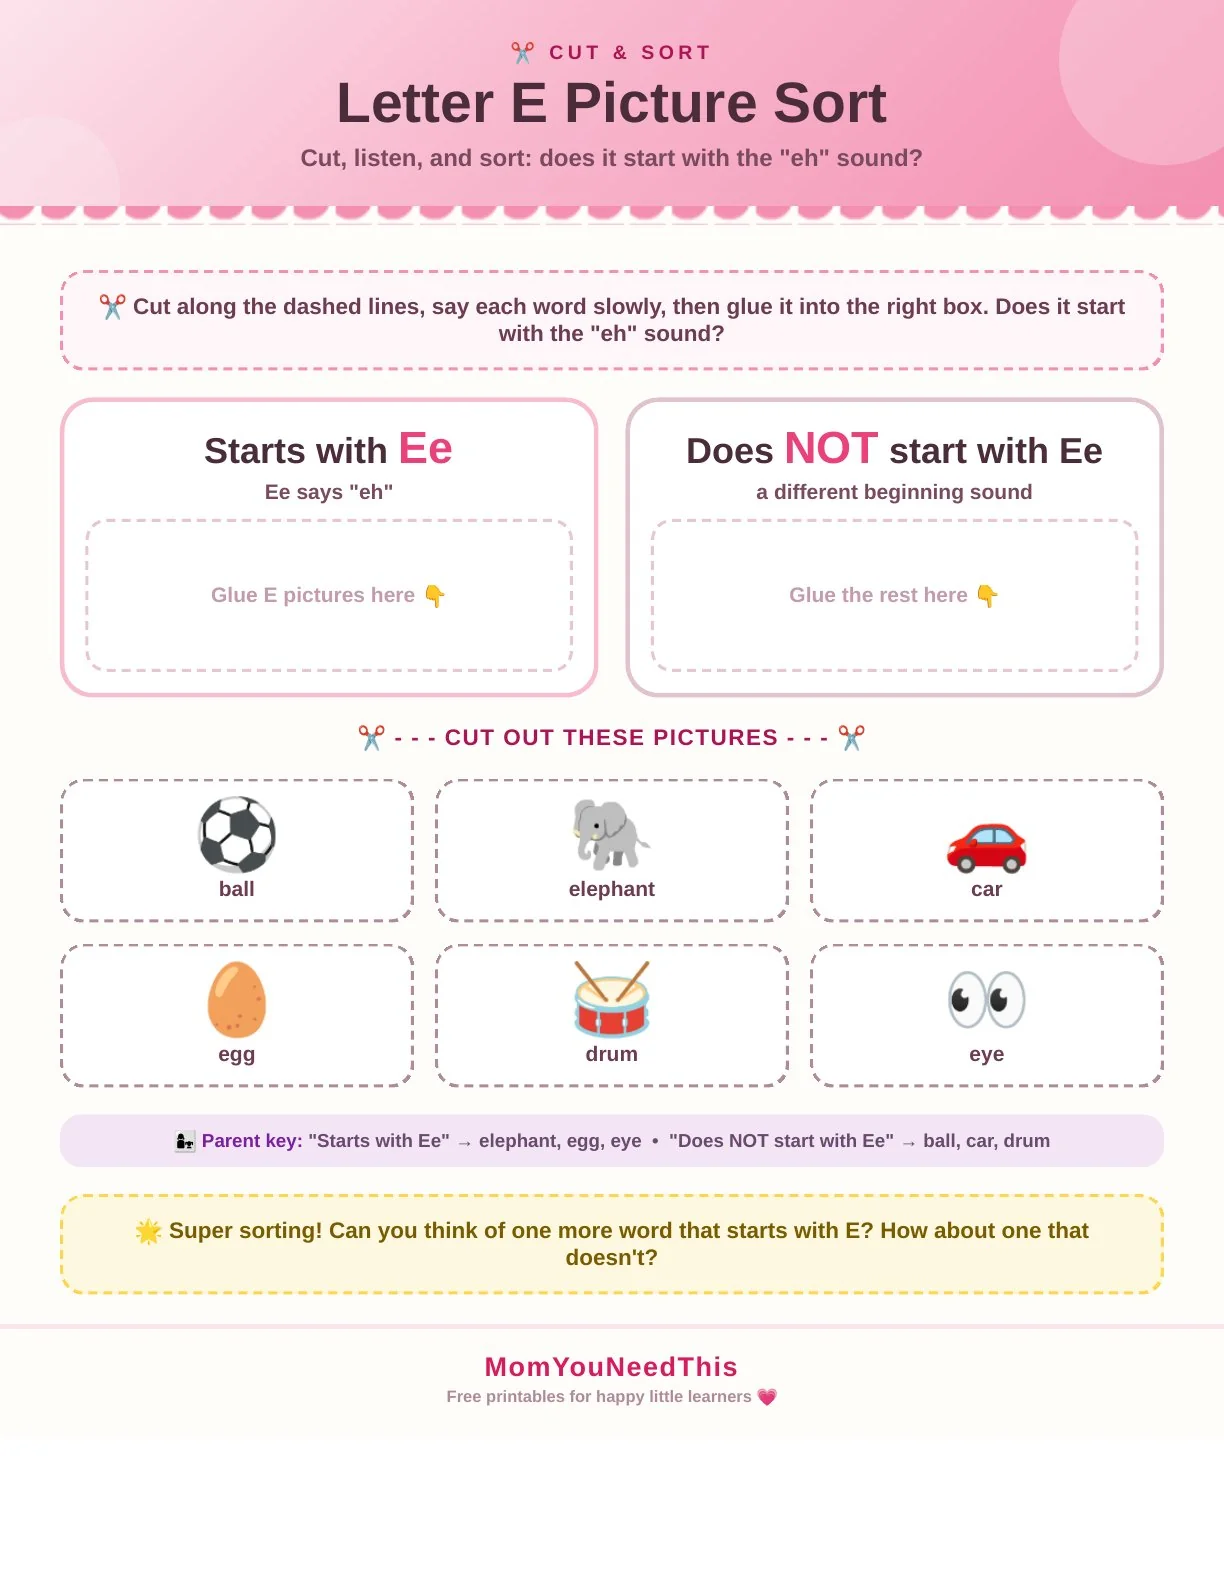 ✂️ CUT & SORT
Letter E Picture Sort
Cut, listen, and sort: does it start with the "eh" sound?
✂️ Cut along the dashed lines, say each word slowly, then glue it into the right box. Does it start
with the "eh" sound?
Starts with Ee
Ee says "eh"
Glue E pictures here 👇
Does NOT start with Ee
a different beginning sound
Glue the rest here 👇
✂️ - - - CUT OUT THESE PICTURES - - - ✂️
ball
elephant
car
egg
drum
eye
Parent key: "Starts with Ee" → elephant, egg, eye • "Does NOT start with Ee" → ball, car, drum
🌟 Super sorting! Can you think of one more word that starts with E? How about one that
doesn't?
MomYouNeedThis
Free printables for happy little learners 💗